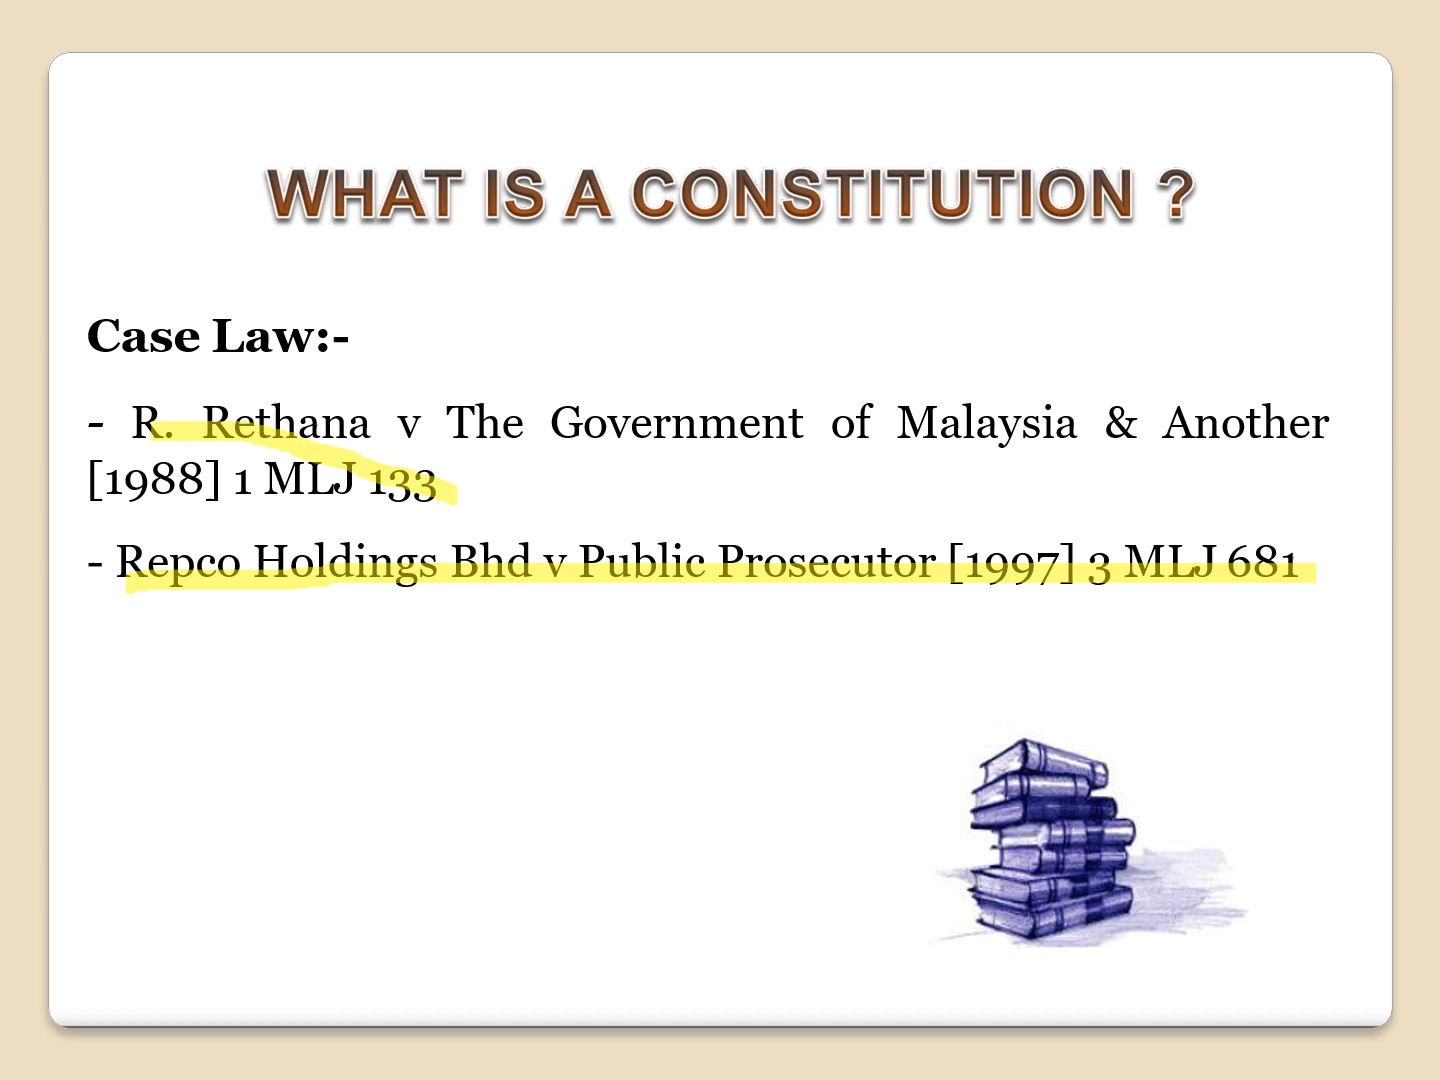 WHAT IS A CONSTITUTION ?
Case Law:-
- R. Rethana v The Government of Malaysia & Another
[1988] 1 MLJ 133
- Repco Holdings Bhd v Public Prosecutor [1997] 3 MLJ 681